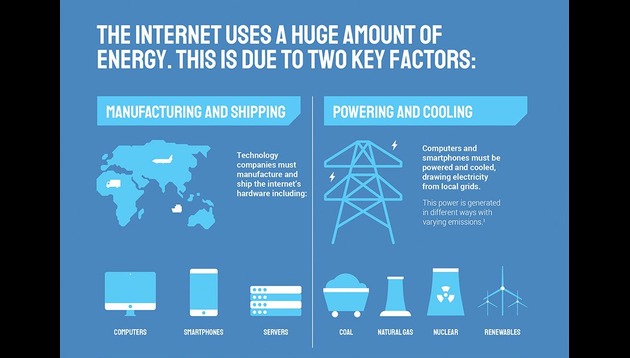 THE INTERNET USES A HUGE AMOUNT OF
ENERGY. THIS IS DUE TO TWO KEY FACTORS:
MANUFACTURING AND SHIPPING
Technology
companies must
manufacture and
ship the internet's
hardware including:
COMPUTERS
SMARTPHONES
SERVERS
POWERING AND COOLING
Computers and
smartphones must be
powered and cooled,
drawing electricity
from local grids.
This power is generated
in different ways with
varying emissions.¹
COAL
NATURAL GAS
NUCLEAR
RENEWABLES